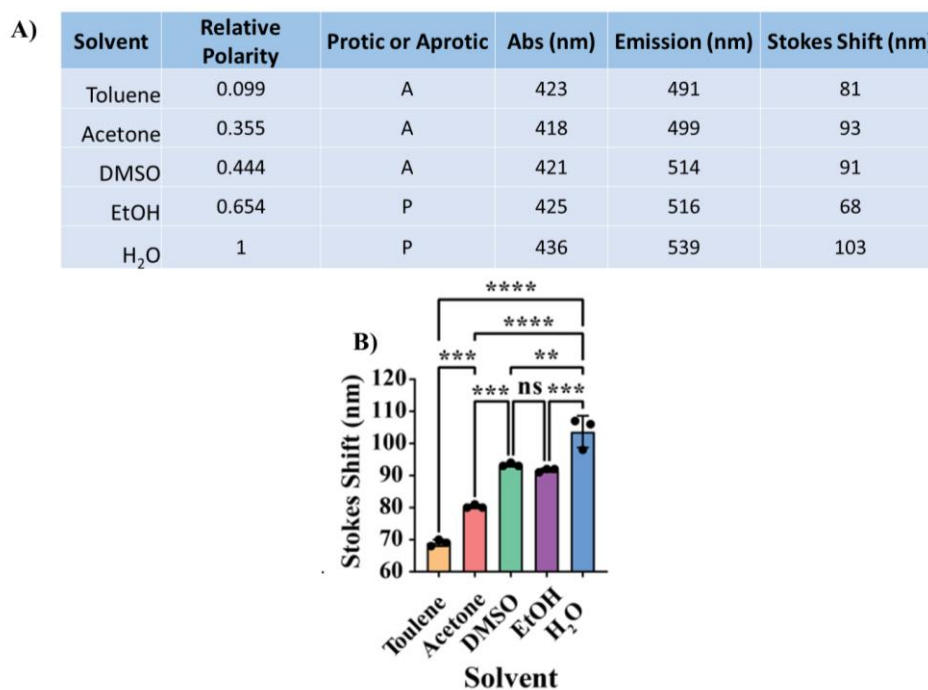 A)
Solvent Relative Polarity Protic or Aprotic Abs (nm) Emission (nm) Stokes Shift (nm)
Toluene 0.099 A 423 491 81
Acetone 0.355 A 418 499 93
DMSO 0.444 A 421 514 91
EtOH 0.654 P 425 516 68
H₂O 1 P 436 539 103
B)
****
****
*** **
*** ns ***
Stokes Shift (nm)
120
110
100
90
80
70
60
Toulene Acetone DMSO EtOH H₂O
Solvent